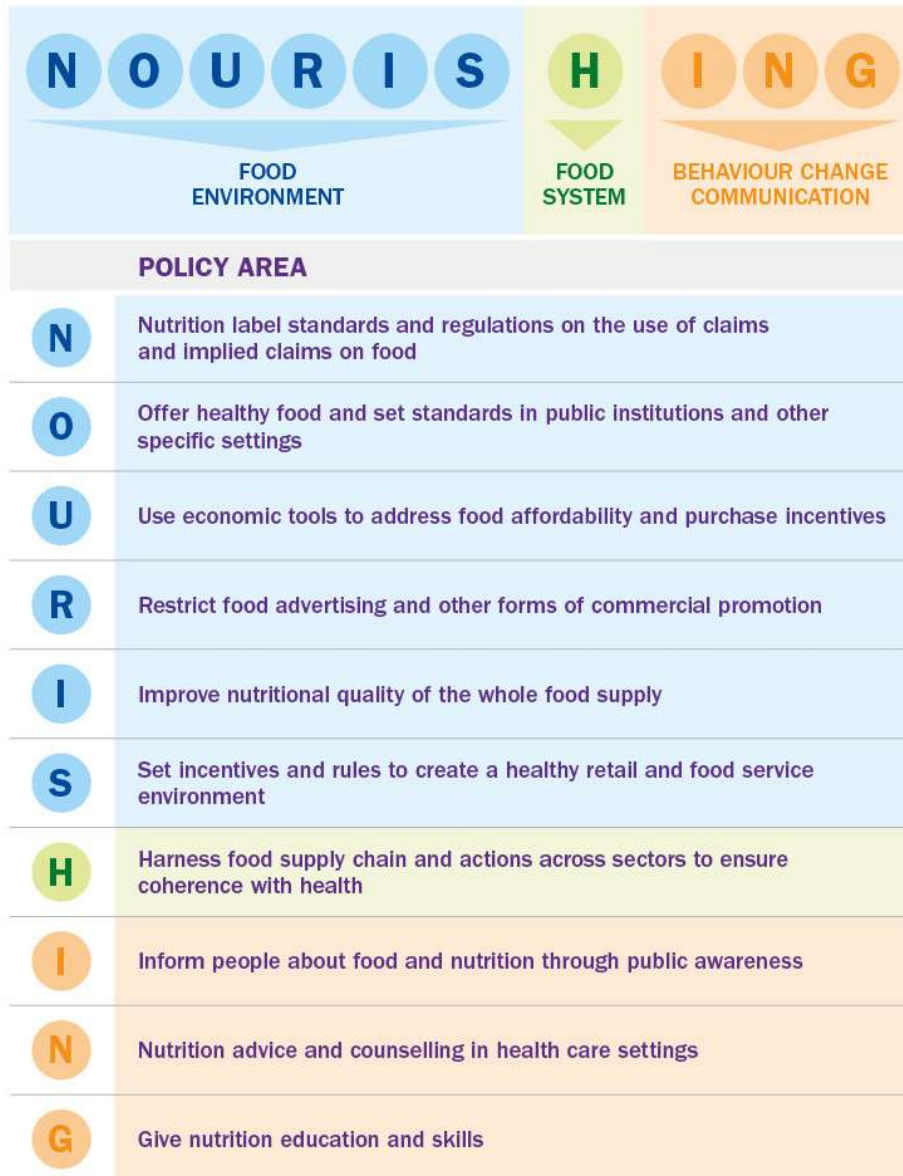 N O U R I S H I N G
FOOD
ENVIRONMENT
FOOD
SYSTEM
BEHAVIOUR CHANGE
COMMUNICATION
POLICY AREA
N
Nutrition label standards and regulations on the use of claims
and implied claims on food
O
Offer healthy food and set standards in public institutions and other
specific settings
U
Use economic tools to address food affordability and purchase incentives
R
Restrict food advertising and other forms of commercial promotion
I
Improve nutritional quality of the whole food supply
S
Set incentives and rules to create a healthy retail and food service
environment
H
Harness food supply chain and actions across sectors to ensure
coherence with health
I
Inform people about food and nutrition through public awareness
N
Nutrition advice and counselling in health care settings
G
Give nutrition education and skills